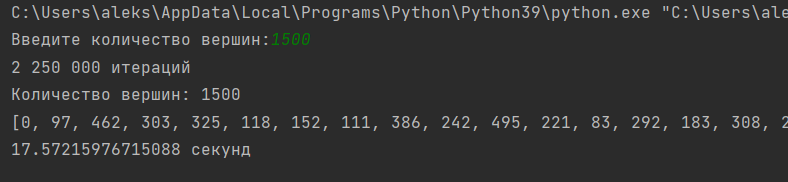 C:\Users\aleks\AppData\Local\Programs\Python\Python39\python.exe "C:\Users\ale
Введите количество вершин:1500
2 250 000 итераций
Количество вершин: 1500
[0, 97, 462, 303, 325, 118, 152, 111, 386, 242, 495, 221, 83, 292, 183, 308, 2
17.57215976715088 секунд